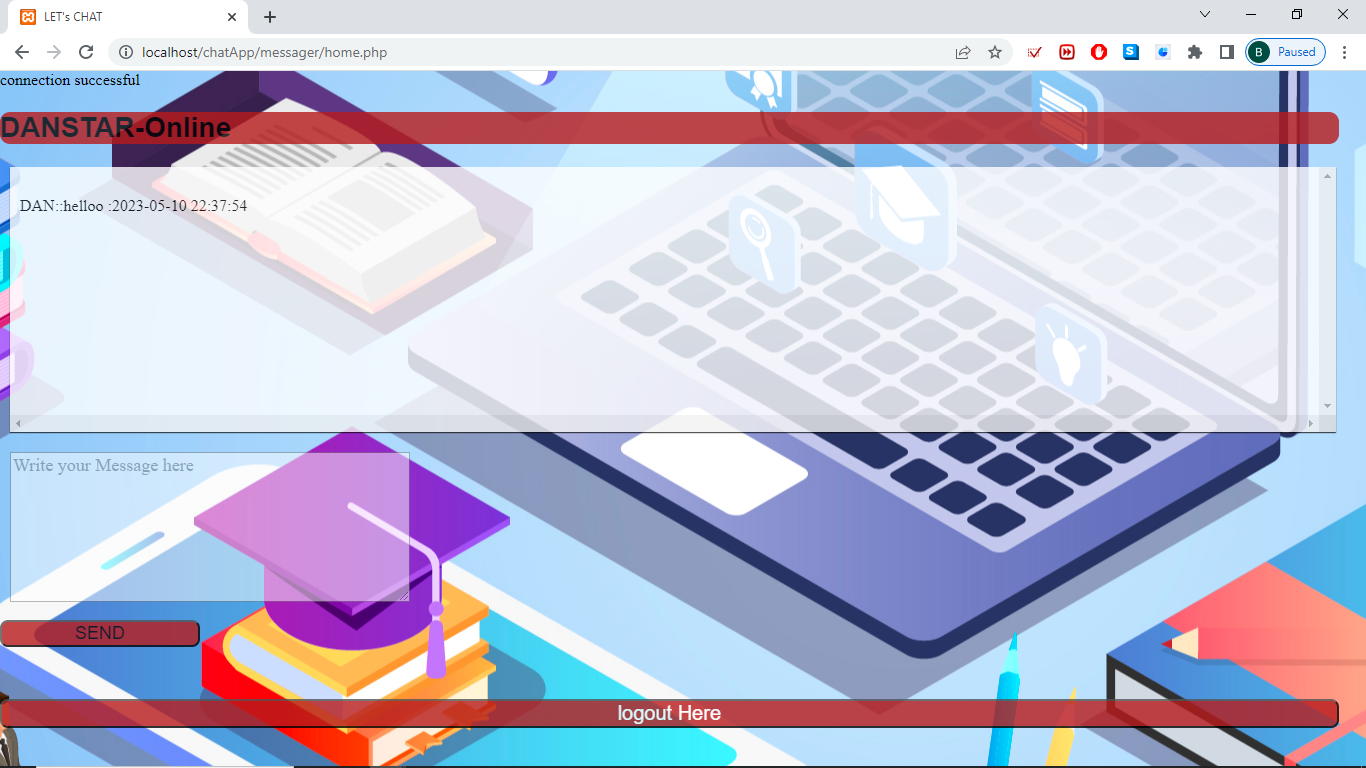 LET's CHAT
localhost/chatApp/messager/home.php
B Paused
connection successful
DANSTAR-Online
DAN::helloo :2023-05-10 22:37:54
Write your Message here
SEND
logout Here